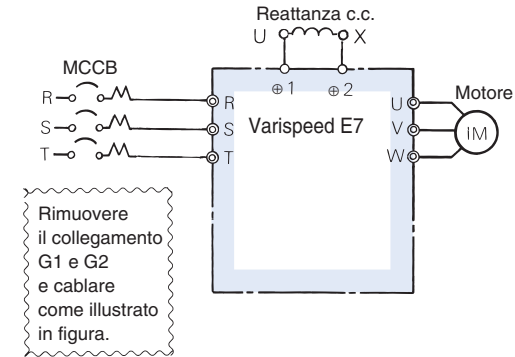 Reattanza c.c.
U X
MCCB
⊕1 ⊕2
R R U Motore
S S Varispeed E7 V IM
T T W
Rimuovere
il collegamento
G1 e G2
e cablare
come illustrato
in figura.